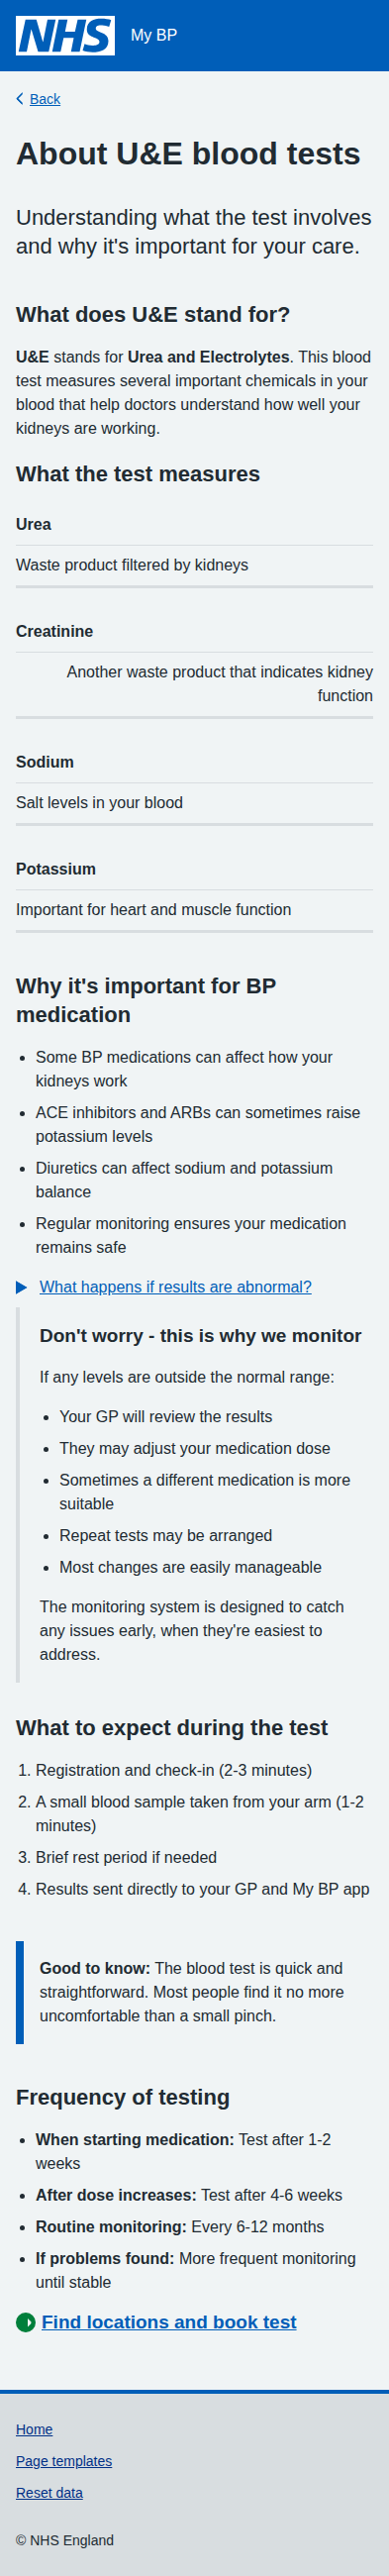 NHS My BP
Back
About U&E blood tests
Understanding what the test involves
and why it's important for your care.
What does U&E stand for?
U&E stands for Urea and Electrolytes. This blood
test measures several important chemicals in your
blood that help doctors understand how well your
kidneys are working.
What the test measures
Urea
Waste product filtered by kidneys
Creatinine
Another waste product that indicates kidney
function
Sodium
Salt levels in your blood
Potassium
Important for heart and muscle function
Why it's important for BP
medication
Some BP medications can affect how your
kidneys work
ACE inhibitors and ARBs can sometimes raise
potassium levels
Diuretics can affect sodium and potassium
balance
Regular monitoring ensures your medication
remains safe
What happens if results are abnormal?
Don't worry - this is why we monitor
If any levels are outside the normal range:
Your GP will review the results
They may adjust your medication dose
Sometimes a different medication is more
suitable
Repeat tests may be arranged
Most changes are easily manageable
The monitoring system is designed to catch
any issues early, when they're easiest to
address.
What to expect during the test
1. Registration and check-in (2-3 minutes)
2. A small blood sample taken from your arm (1-2
minutes)
3. Brief rest period if needed
4. Results sent directly to your GP and My BP app
Good to know: The blood test is quick and
straightforward. Most people find it no more
uncomfortable than a small pinch.
Frequency of testing
When starting medication: Test after 1-2
weeks
After dose increases: Test after 4-6 weeks
Routine monitoring: Every 6-12 months
If problems found: More frequent monitoring
until stable
Find locations and book test
Home
Page templates
Reset data
© NHS England